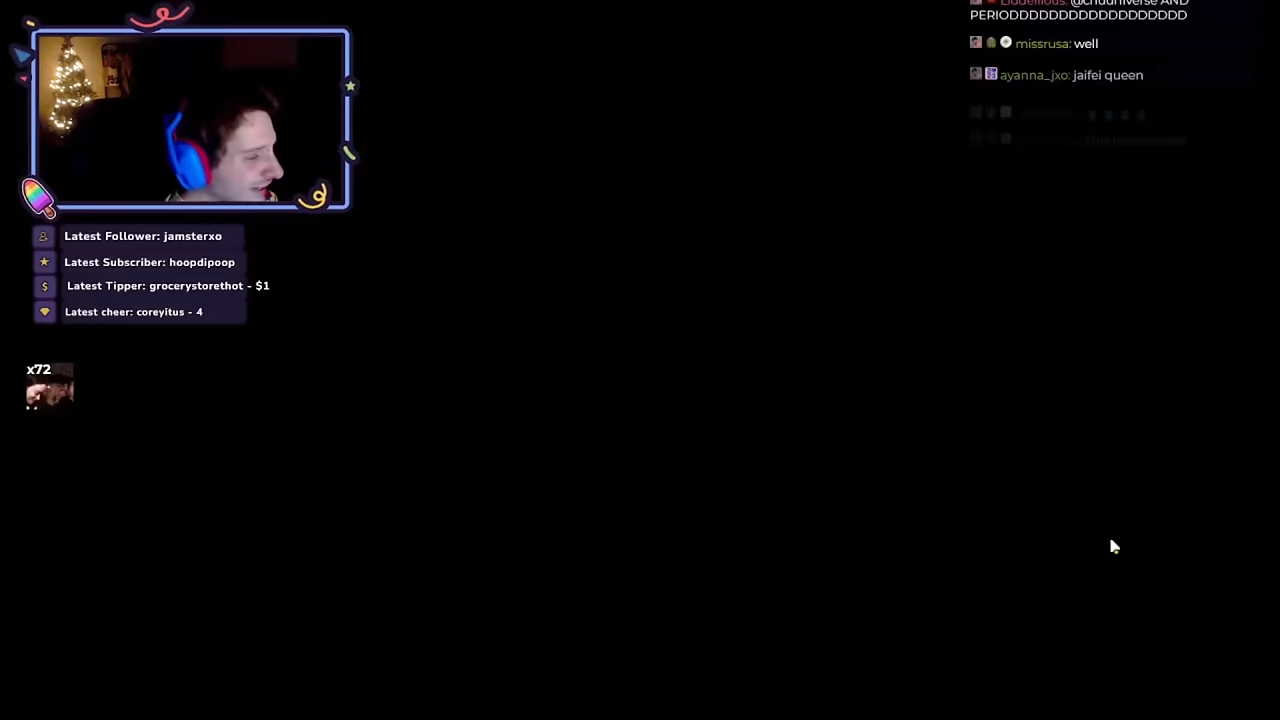 PERIODDDDDDDDDDDDDDDDDDD
missrusa: well
ayanna_jxo: jaifei queen
Latest Follower: jamsterxo
Latest Subscriber: hoopdipoop
Latest Tipper: grocerystorethot - $1
Latest cheer: coreyitus - 4
x72